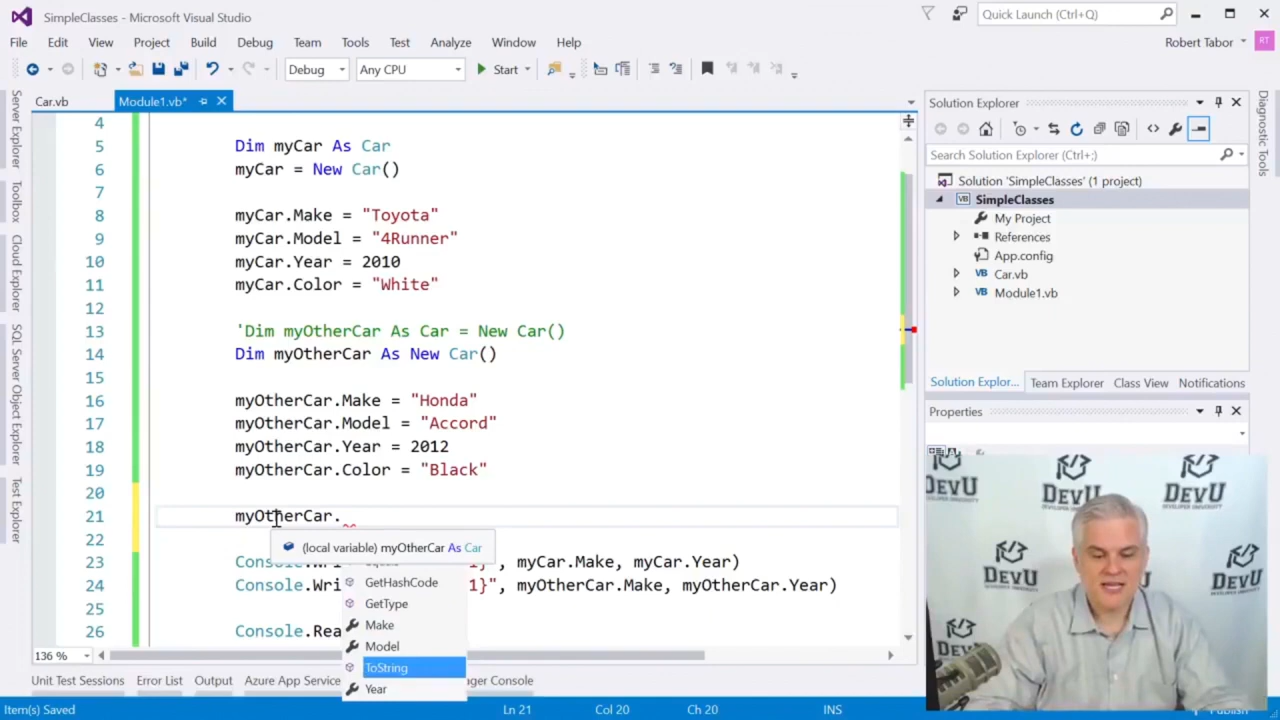 SimpleClasses - Microsoft Visual Studio
Quick Launch (Ctrl+Q)
File Edit View Project Build Debug Team Tools Test Analyze Window Help
Robert Tabor RT
Debug Any CPU Start
Car.vb Module1.vb*
Server Explorer
Toolbox
Cloud Explorer
SQL Server Object Explorer
Test Explorer
4
5 Dim myCar As Car
6 myCar = New Car()
7
8 myCar.Make = "Toyota"
9 myCar.Model = "4Runner"
10 myCar.Year = 2010
11 myCar.Color = "White"
12
13 'Dim myOtherCar As Car = New Car()
14 Dim myOtherCar As New Car()
15
16 myOtherCar.Make = "Honda"
17 myOtherCar.Model = "Accord"
18 myOtherCar.Year = 2012
19 myOtherCar.Color = "Black"
20
21 myOtherCar.
22
(local variable) myOtherCar As Car
23 Console.Wri 1}", myCar.Make, myCar.Year)
24 Console.Wri 1}", myOtherCar.Make, myOtherCar.Year)
25
26 Console.Rea
GetHashCode
GetType
Make
Model
ToString
Year
136 %
Unit Test Sessions Error List Output Azure App Service ager Console
Item(s) Saved Ln 21 Col 20 Ch 20 INS
Solution Explorer
Search Solution Explorer (Ctrl+;)
Solution 'SimpleClasses' (1 project)
VB SimpleClasses
My Project
References
App.config
VB Car.vb
VB Module1.vb
Solution Explor... Team Explorer Class View Notifications
Properties
Diagnostic Tools
DEVU
DEVU
DEVU
DEVU
DEVU
DEVU